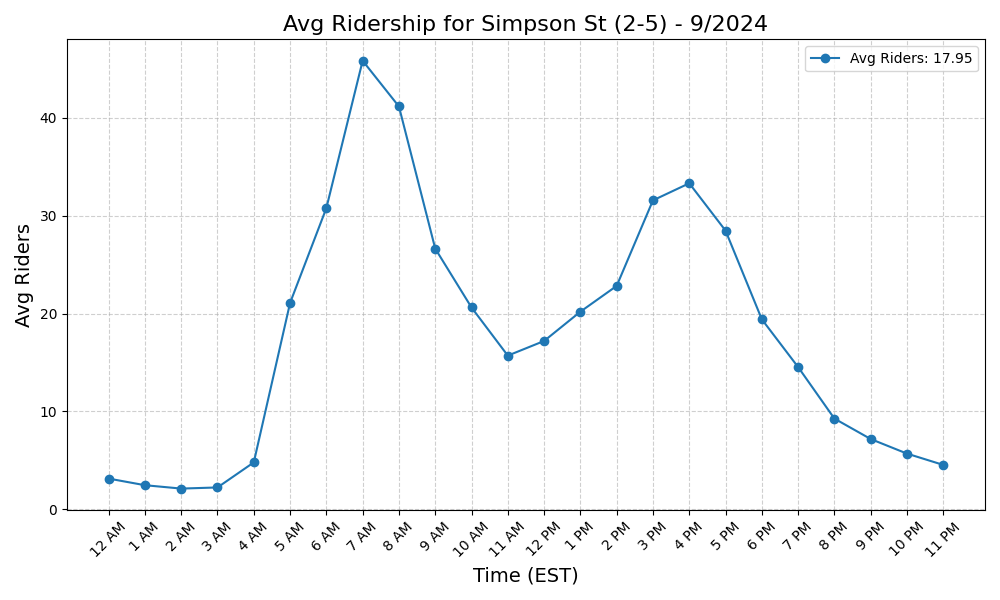 Avg Ridership for Simpson St (2-5) - 9/2024
Avg Riders: 17.95
Avg Riders
40
30
20
10
0
12 AM
1 AM
2 AM
3 AM
4 AM
5 AM
6 AM
7 AM
8 AM
9 AM
10 AM
11 AM
12 PM
1 PM
2 PM
3 PM
4 PM
5 PM
6 PM
7 PM
8 PM
9 PM
10 PM
11 PM
Time (EST)